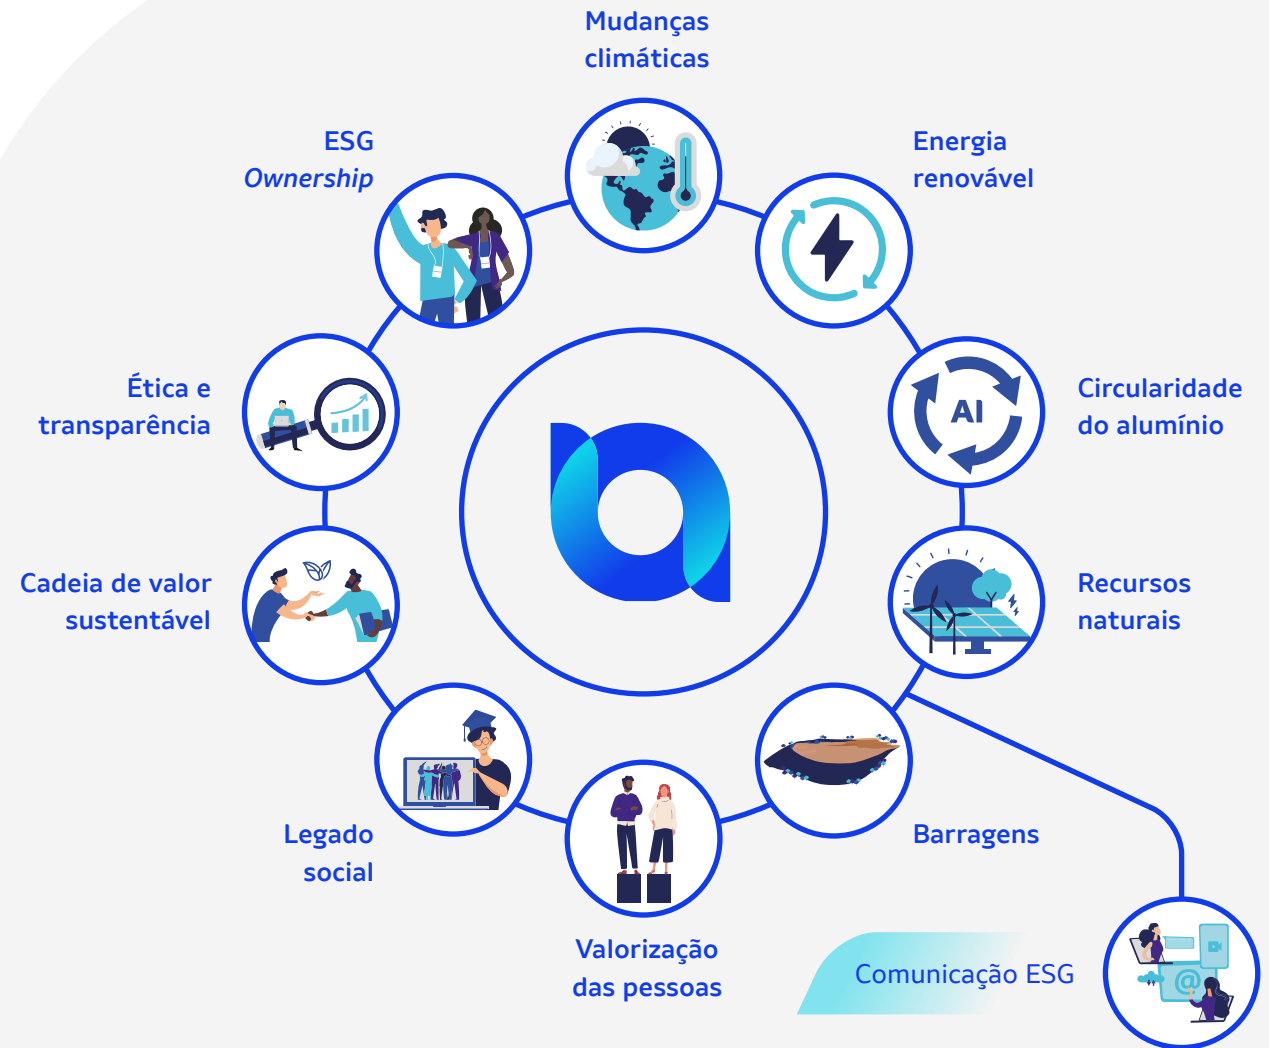 Mudanças
climáticas
ESG
Ownership
Energia
renovável
Ética e
transparência
AI
Circularidade
do alumínio
Cadeia de valor
sustentável
Recursos
naturais
Legado
social
Barragens
Valorização
das pessoas
Comunicação ESG
@